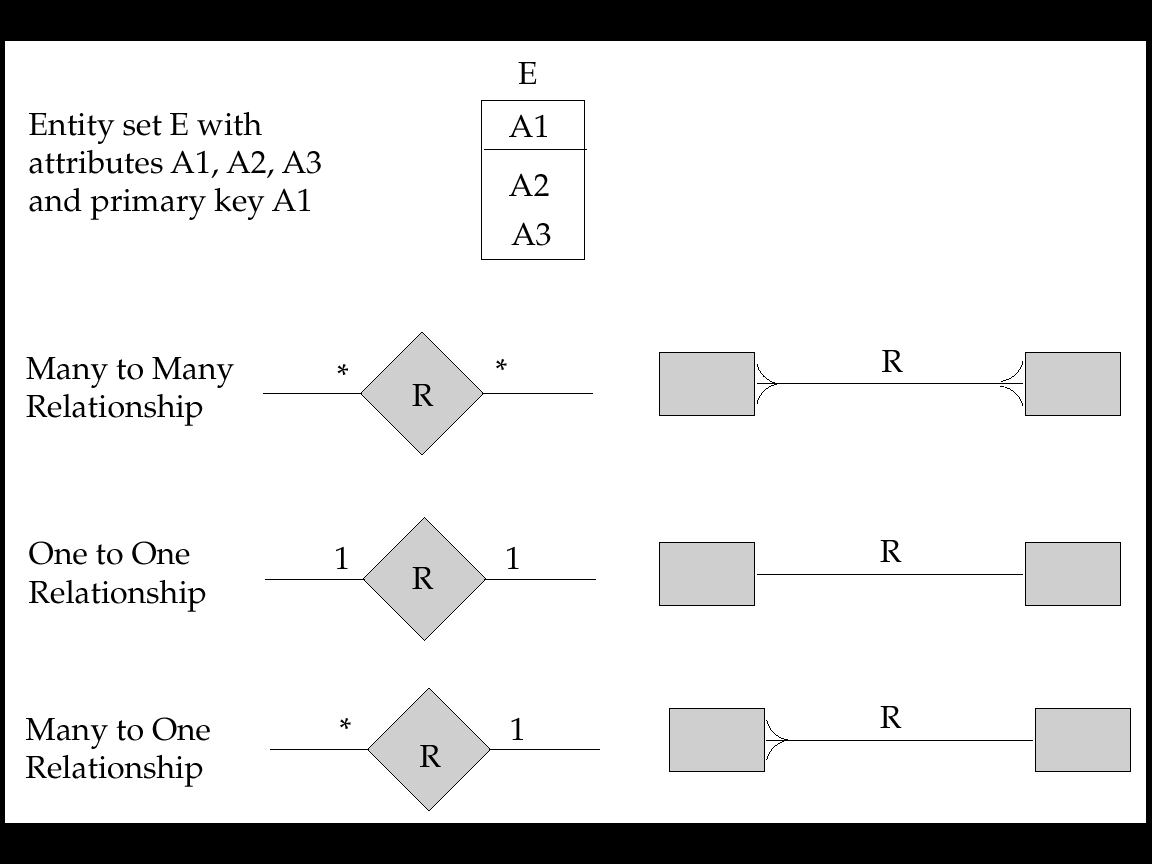 E
Entity set E with
attributes A1, A2, A3
and primary key A1
A1
A2
A3
Many to Many
Relationship
*
R
*
R
One to One
Relationship
1
R
1
R
Many to One
Relationship
*
R
1
R